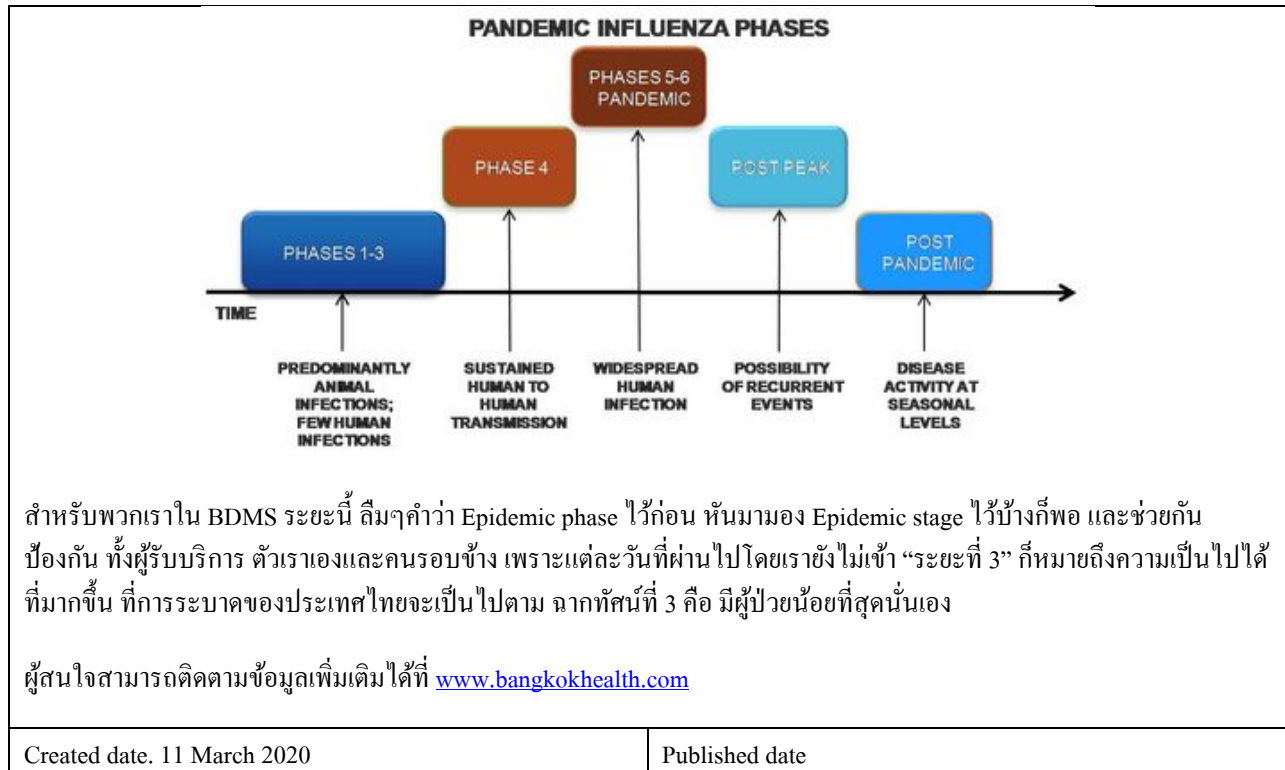 PANDEMIC INFLUENZA PHASES
PHASES 5-6
PANDEMIC
PHASE 4
POST PEAK
PHASES 1-3
POST
PANDEMIC
TIME
PREDOMINANTLY
ANIMAL
INFECTIONS;
FEW HUMAN
INFECTIONS
SUSTAINED
HUMAN TO
HUMAN
TRANSMISSION
WIDESPREAD
HUMAN
INFECTION
POSSIBILITY
OF RECURRENT
EVENTS
DISEASE
ACTIVITY AT
SEASONAL
LEVELS
สำหรับพวกเราใน BDMS ระยะนี้ ลืมๆคำว่า Epidemic phase ไว้ก่อน หันมามอง Epidemic stage ไว้บ้างก็พอ และช่วยกัน
ป้องกัน ทั้งผู้รับบริการ ตัวเราเองและคนรอบข้าง เพราะแต่ละวันที่ผ่านไปโดยเรายังไม่เข้า “ระยะที่ 3” ก็หมายถึงความเป็นไปได้
ที่มากขึ้น ที่การระบาดของประเทศไทยจะเป็นไปตาม ฉากทัศน์ที่ 3 คือ มีผู้ป่วยน้อยที่สุดนั่นเอง
ผู้สนใจสามารถติดตามข้อมูลเพิ่มเติมได้ที่ www.bangkokhealth.com
Created date. 11 March 2020
Published date